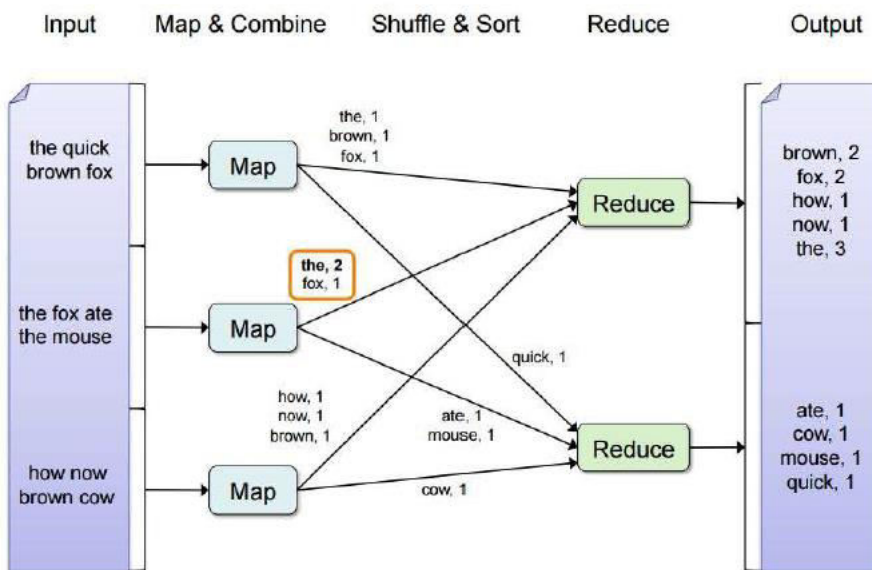 Input
Map & Combine
Shuffle & Sort
Reduce
Output
the quick
brown fox
Map
the, 1
brown, 1
fox, 1
Reduce
brown, 2
fox, 2
how, 1
now, 1
the, 3
the, 2
fox, 1
the fox ate
the mouse
Map
quick, 1
how, 1
now, 1
brown, 1
ate, 1
mouse, 1
Reduce
ate, 1
cow, 1
mouse, 1
quick, 1
how now
brown cow
Map
cow, 1